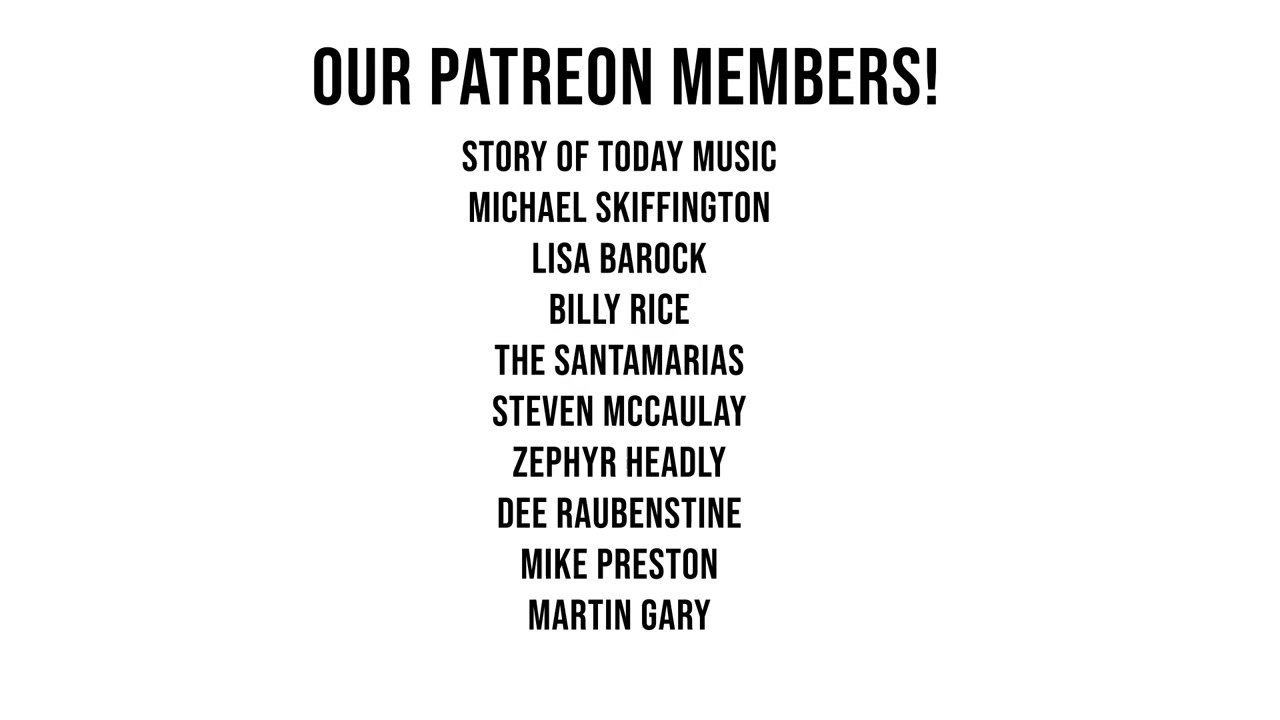 OUR PATREON MEMBERS!
STORY OF TODAY MUSIC
MICHAEL SKIFFINGTON
LISA BAROCK
BILLY RICE
THE SANTAMARIAS
STEVEN MCCAULAY
ZEPHYR HEADLY
DEE RAUBENSTINE
MIKE PRESTON
MARTIN GARY